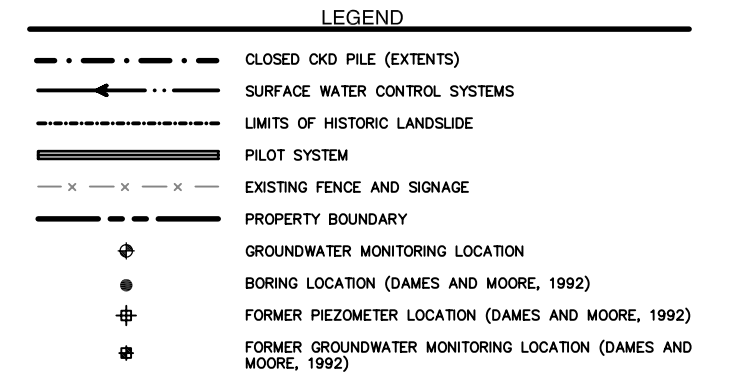 LEGEND
CLOSED CKD PILE (EXTENTS)
SURFACE WATER CONTROL SYSTEMS
LIMITS OF HISTORIC LANDSLIDE
PILOT SYSTEM
EXISTING FENCE AND SIGNAGE
PROPERTY BOUNDARY
GROUNDWATER MONITORING LOCATION
BORING LOCATION (DAMES AND MOORE, 1992)
FORMER PIEZOMETER LOCATION (DAMES AND MOORE, 1992)
FORMER GROUNDWATER MONITORING LOCATION (DAMES AND
MOORE, 1992)